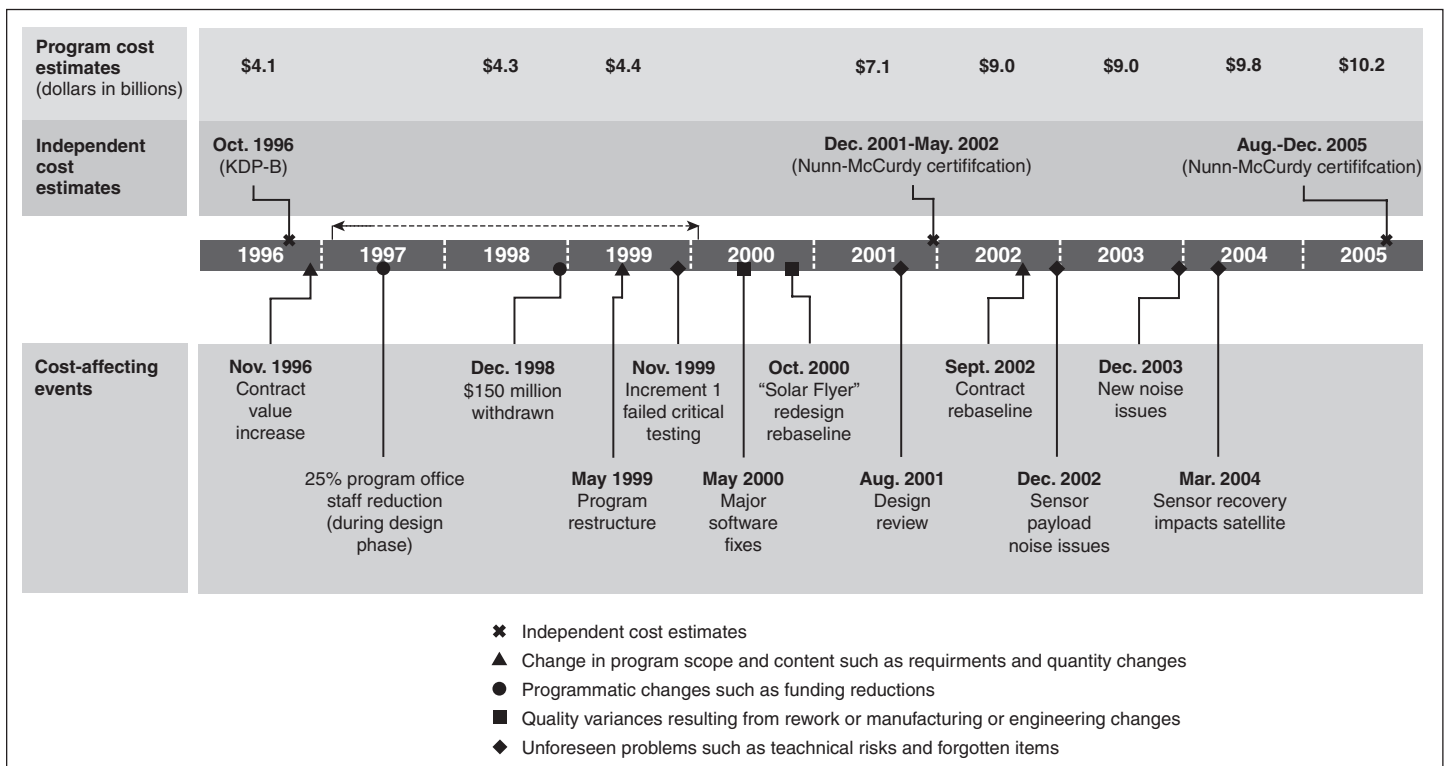 Program cost
estimates
(dollars in billions)
$4.1
$4.3
$4.4
$7.1
$9.0
$9.0
$9.8
$10.2
Independent
cost
estimates
Oct. 1996
(KDP-B)
Dec. 2001-May. 2002
(Nunn-McCurdy certififcation)
Aug.-Dec. 2005
(Nunn-McCurdy certififcation)
1996
1997
1998
1999
2000
2001
2002
2003
2004
2005
Cost-affecting
events
Nov. 1996
Contract
value
increase
25% program office
staff reduction
(during design
phase)
Dec. 1998
$150 million
withdrawn
May 1999
Program
restructure
Nov. 1999
Increment 1
failed critical
testing
May 2000
Major
software
fixes
Oct. 2000
“Solar Flyer”
redesign
rebaseline
Aug. 2001
Design
review
Sept. 2002
Contract
rebaseline
Dec. 2002
Sensor
payload
noise issues
Dec. 2003
New noise
issues
Mar. 2004
Sensor recovery
impacts satellite
Independent cost estimates
Change in program scope and content such as requirments and quantity changes
Programmatic changes such as funding reductions
Quality variances resulting from rework or manufacturing or engineering changes
Unforeseen problems such as teachnical risks and forgotten items